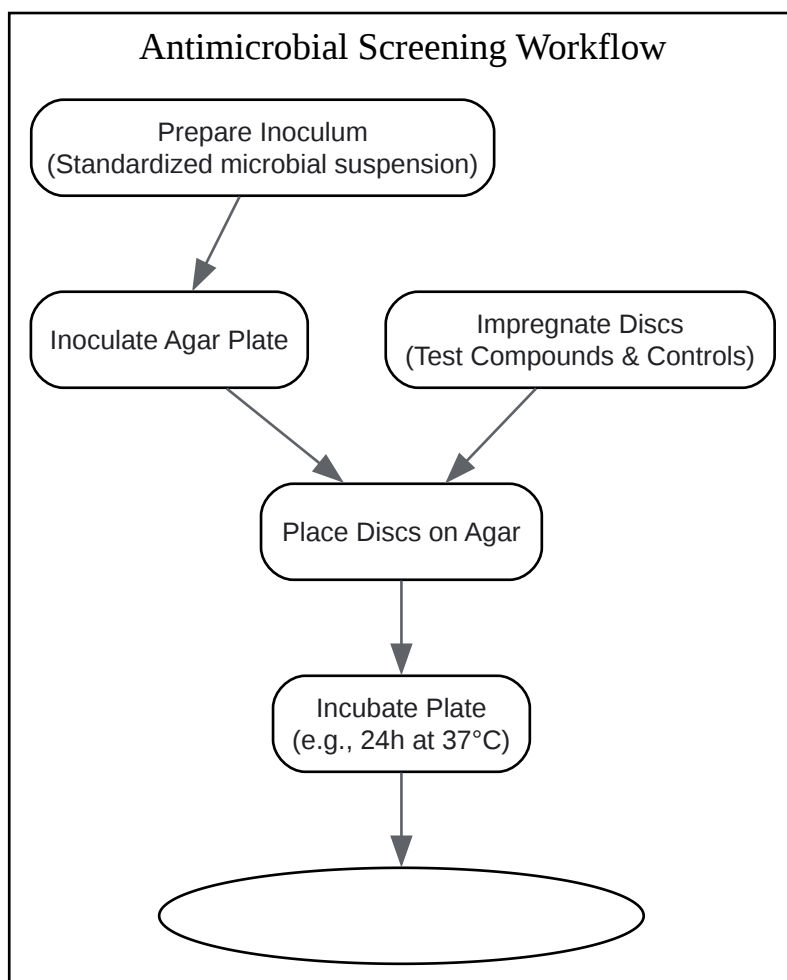 Antimicrobial Screening Workflow
Prepare Inoculum
(Standardized microbial suspension)
Inoculate Agar Plate
Impregnate Discs
(Test Compounds & Controls)
Place Discs on Agar
Incubate Plate
(e.g., 24h at 37°C)